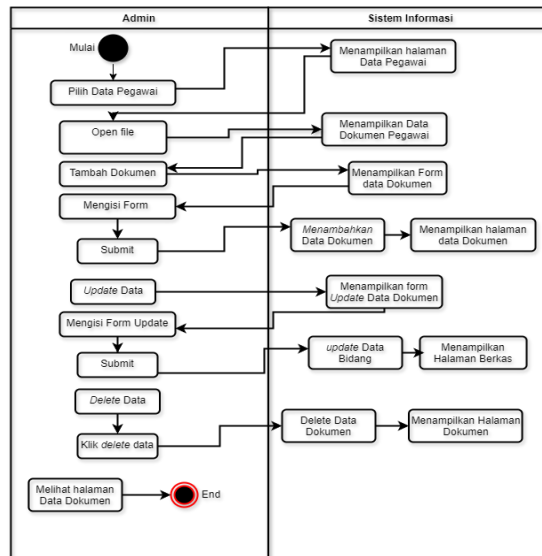 Admin
Sistem Informasi
Mulai
Menampilkan halaman
Data Pegawai
Pilih Data Pegawai
Open file
Menampilkan Data
Dokumen Pegawai
Tambah Dokumen
Menampilkan Form
data Dokumen
Mengisi Form
Submit
Menambahkan
Data Dokumen
Menampilkan halaman
data Dokumen
Update Data
Menampilkan form
Update Data Dokumen
Mengisi Form Update
Submit
update Data
Bidang
Menampilkan
Halaman Berkas
Delete Data
Klik delete data
Delete Data
Dokumen
Menampilkan Halaman
Dokumen
Melihat halaman
Data Dokumen
End